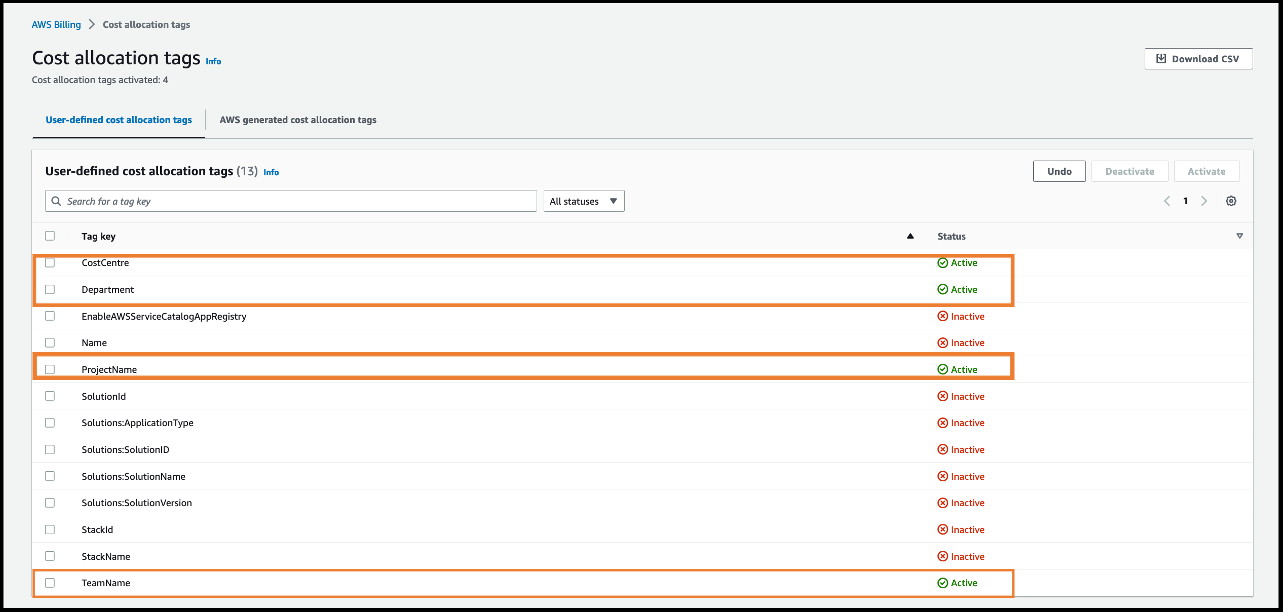 AWS Billing > Cost allocation tags
Cost allocation tags Info
Download CSV
Cost allocation tags activated: 4
User-defined cost allocation tags AWS generated cost allocation tags
User-defined cost allocation tags (13) Info
Undo Deactivate Activate
Search for a tag key All statuses
1
Tag key Status
CostCentre Active
Department Active
EnableAWSServiceCatalogAppRegistry Inactive
Name Inactive
ProjectName Active
SolutionId Inactive
Solutions:ApplicationType Inactive
Solutions:SolutionID Inactive
Solutions:SolutionName Inactive
Solutions:SolutionVersion Inactive
StackId Inactive
StackName Inactive
TeamName Active